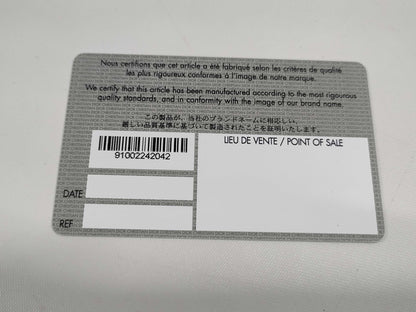 Nous certifions que cet article a été fabriqué selon les critères de qualité
les plus rigoureux conformes à l'image de notre marque.
We certify that this article has been manufactured according to the most rigourous
quality standards, and in conformity with the image of our brand name.
この製品が、当社のブランドネームに相応しい、
厳しい品質基準に基づいて製造されたことを証明いたします。
91002242042
LIEU DE VENTE / POINT OF SALE
DATE
REF